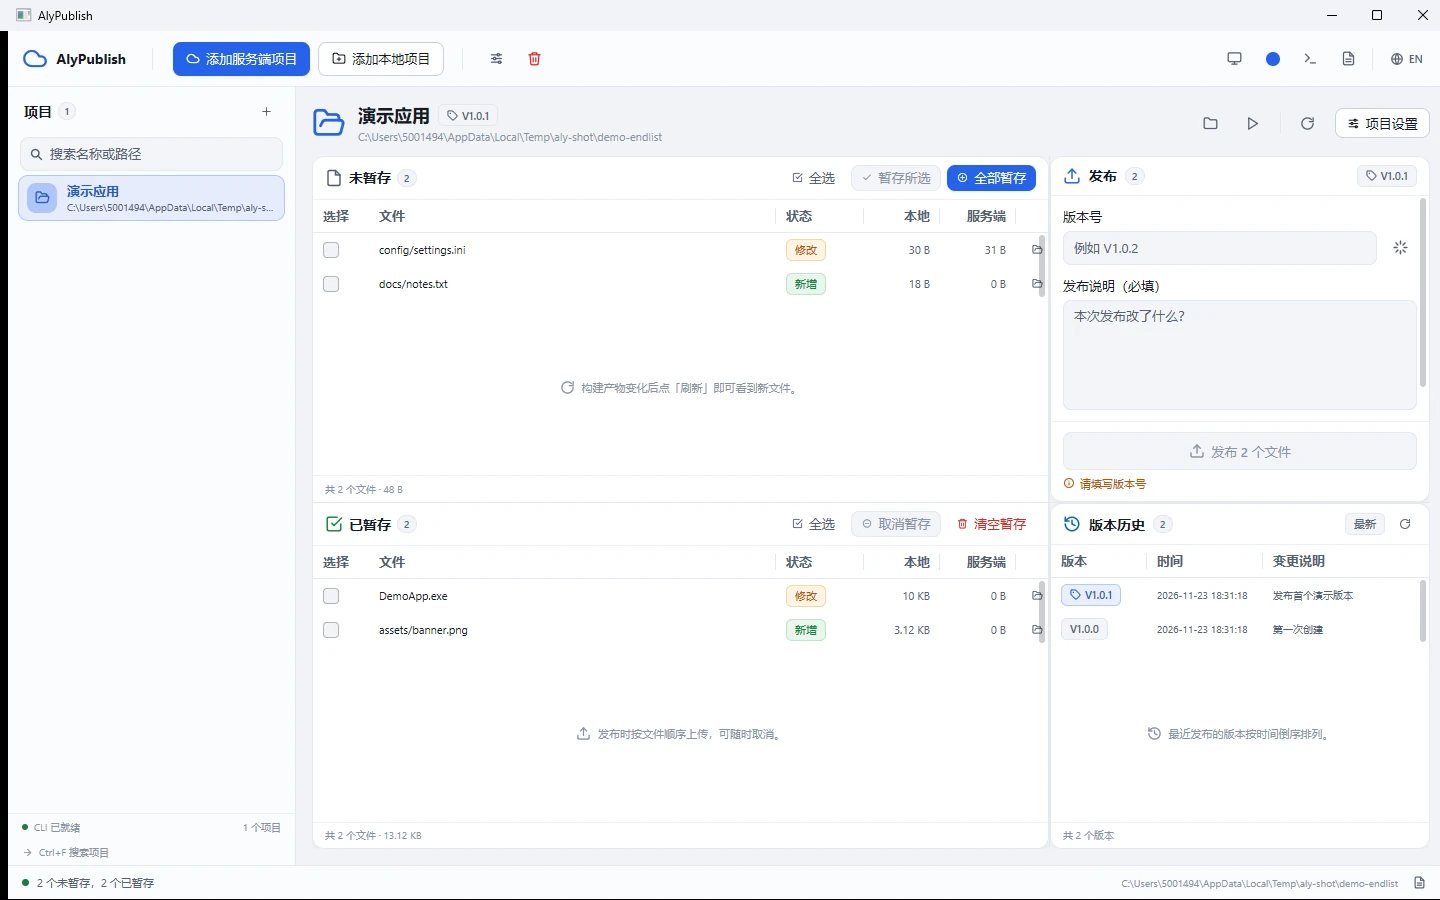 AlyPublish
AlyPublish
添加服务端项目
添加本地项目
EN
项目 1
搜索名称或路径
演示应用
C:\Users\5001494\AppData\Local\Temp\aly-s...
CLI 已就绪
1 个项目
Ctrl+F 搜索项目
演示应用 V1.0.1
C:\Users\5001494\AppData\Local\Temp\aly-shot\demo-endlist
项目设置
未暂存 2
全选
暂存所选
全部暂存
选择 文件 状态 本地 服务端
config/settings.ini 修改 30 B 31 B
docs/notes.txt 新增 18 B 0 B
构建产物变化后点「刷新」即可看到新文件。
共 2 个文件 · 48 B
已暂存 2
全选
取消暂存
清空暂存
选择 文件 状态 本地 服务端
DemoApp.exe 修改 10 KB 0 B
assets/banner.png 新增 3.12 KB 0 B
发布时按文件顺序上传，可随时取消。
共 2 个文件 · 13.12 KB
发布 2
V1.0.1
版本号
例如 V1.0.2
发布说明（必填）
本次发布改了什么？
发布 2 个文件
请填写版本号
版本历史 2
最新
版本 时间 变更说明
V1.0.1 2026-11-23 18:31:18 发布首个演示版本
V1.0.0 2026-11-23 18:31:18 第一次创建
最近发布的版本按时间倒序排列。
共 2 个版本
2 个未暂存，2 个已暂存
C:\Users\5001494\AppData\Local\Temp\aly-shot\demo-endlist